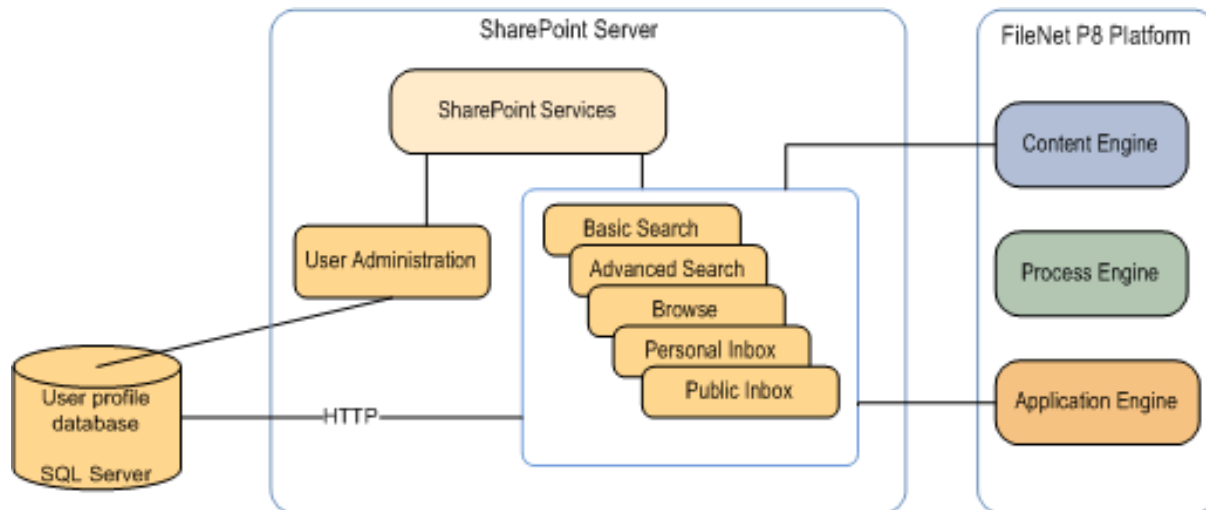 SharePoint Server
FileNet P8 Platform
SharePoint Services
Content Engine
Basic Search
User Administration
Advanced Search
Process Engine
Browse
Personal Inbox
Public Inbox
Application Engine
User profile
database
SQL Server
HTTP